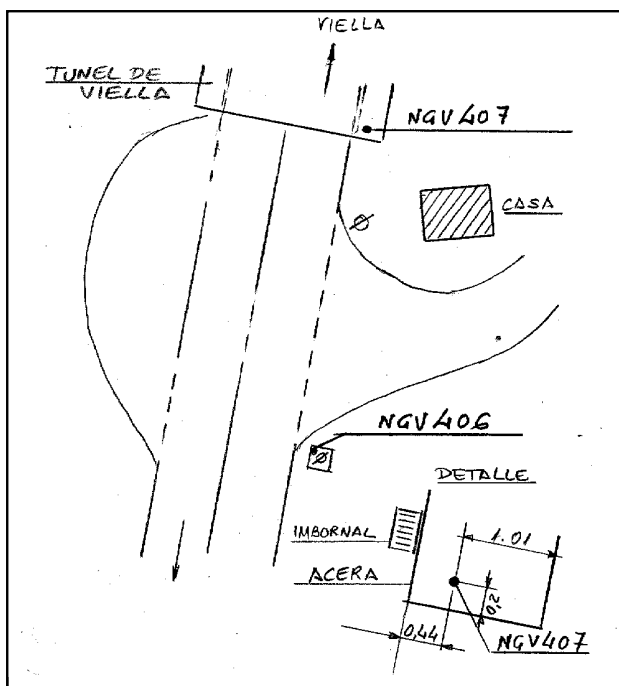 VIELLA
TUNEL DE
VIELLA
NGV407
CASA
NGV406
DETALLE
IMBORNAL
1.01
ACERA
0,2
0,44
NGV407